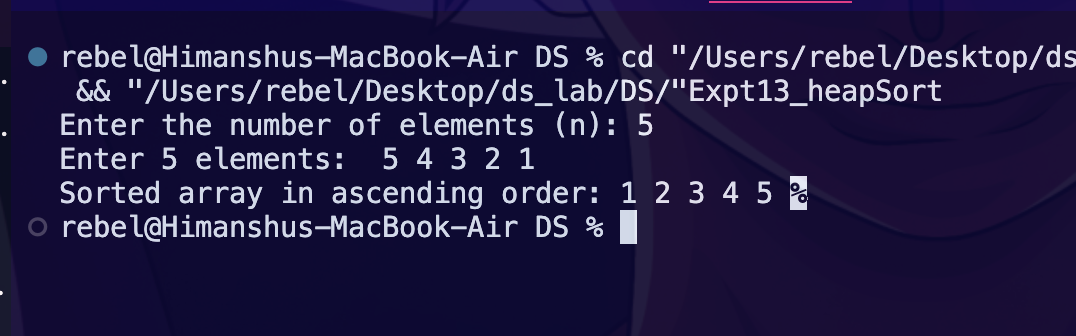 rebel@Himanshus-MacBook-Air DS % cd "/Users/rebel/Desktop/ds
&& "/Users/rebel/Desktop/ds_lab/DS/"Expt13_heapSort
Enter the number of elements (n): 5
Enter 5 elements:  5 4 3 2 1
Sorted array in ascending order: 1 2 3 4 5 %
rebel@Himanshus-MacBook-Air DS %